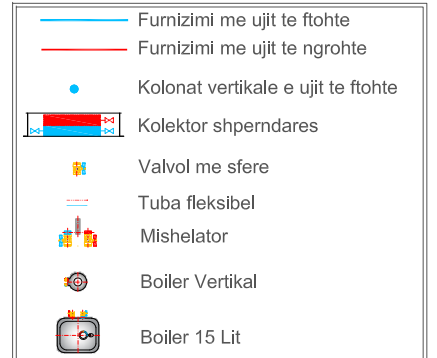 Furnizimi me ujit te ftohte
Furnizimi me ujit te ngrohte
Kolonat vertikale e ujit te ftohte
Kolektor shperndares
Valvol me sfere
Tuba fleksibel
Mishelator
Boiler Vertikal
Boiler 15 Lit